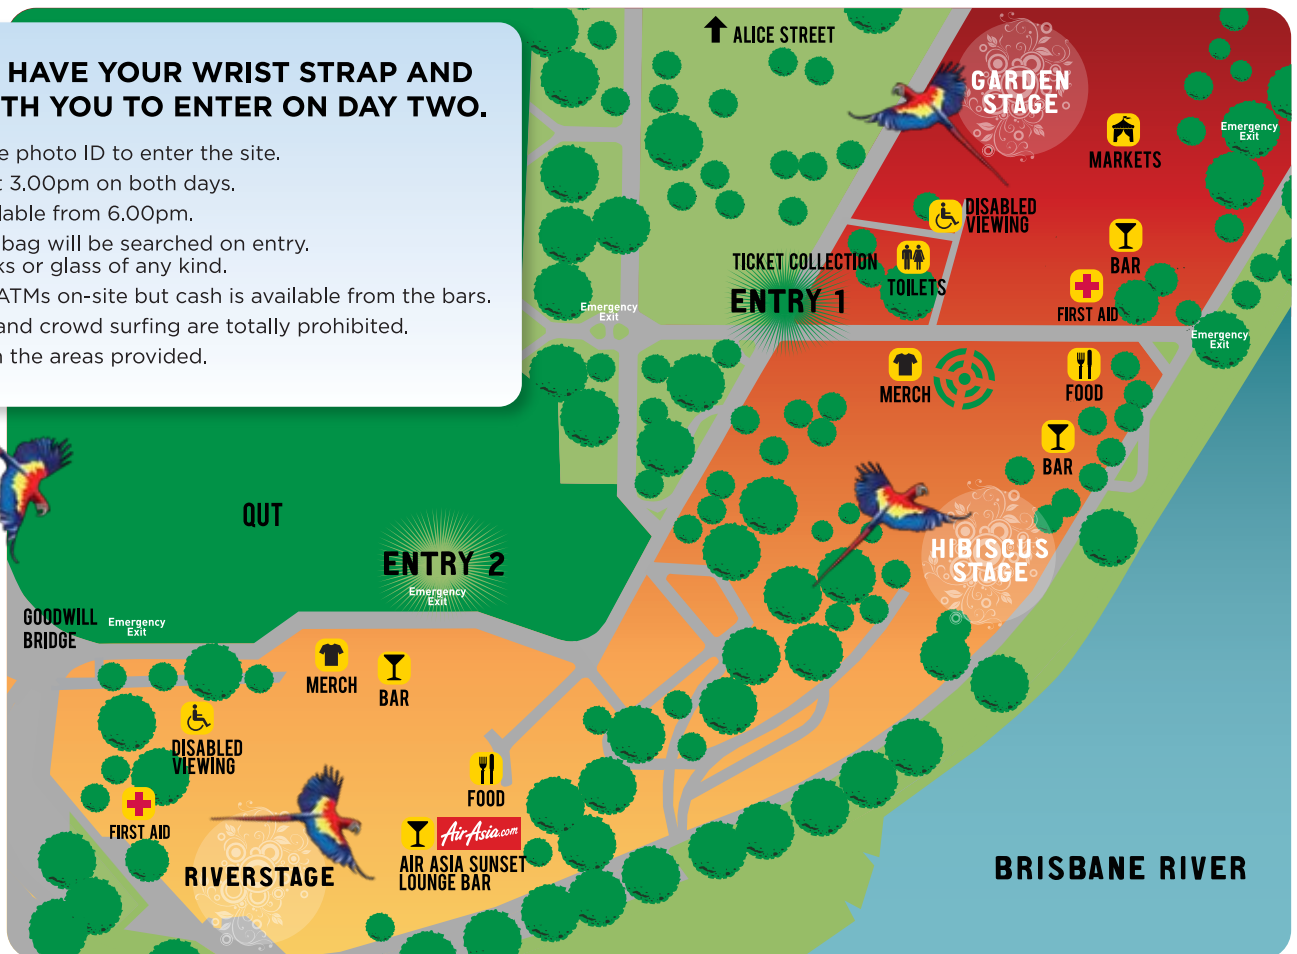 HAVE YOUR WRIST STRAP AND
TH YOU TO ENTER ON DAY TWO.
e photo ID to enter the site.
t 3.00pm on both days.
lable from 6.00pm.
bag will be searched on entry.
ks or glass of any kind.
ATMs on-site but cash is available from the bars.
and crowd surfing are totally prohibited.
n the areas provided.
ALICE STREET
GARDEN
STAGE
MARKETS
Emergency
Exit
DISABLED
VIEWING
BAR
TICKET COLLECTION
TOILETS
ENTRY 1
FIRST AID
Emergency
Exit
Emergency
Exit
MERCH
FOOD
BAR
HIBISCUS
STAGE
QUT
ENTRY 2
Emergency
Exit
GOODWILL
BRIDGE
Emergency
Exit
MERCH
BAR
DISABLED
VIEWING
FOOD
FIRST AID
AirAsia.com
AIR ASIA SUNSET
LOUNGE BAR
RIVERSTAGE
BRISBANE RIVER